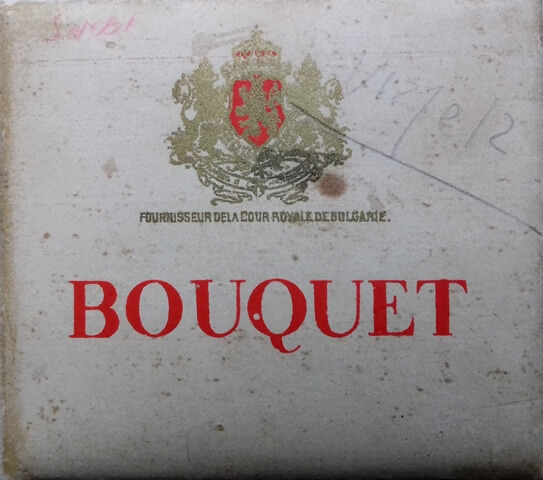 FOURNISSEUR DE LA COUR ROYALE DE BULGARIE.
BOUQUET